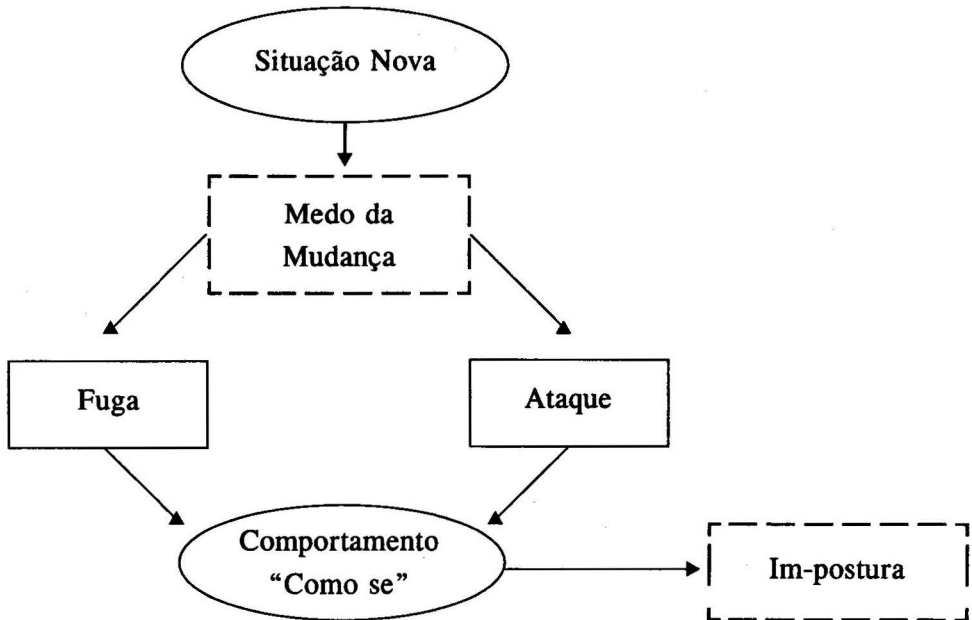 Situação Nova
Medo da
Mudança
Fuga
Ataque
Comportamento
“Como se”
Im-postura